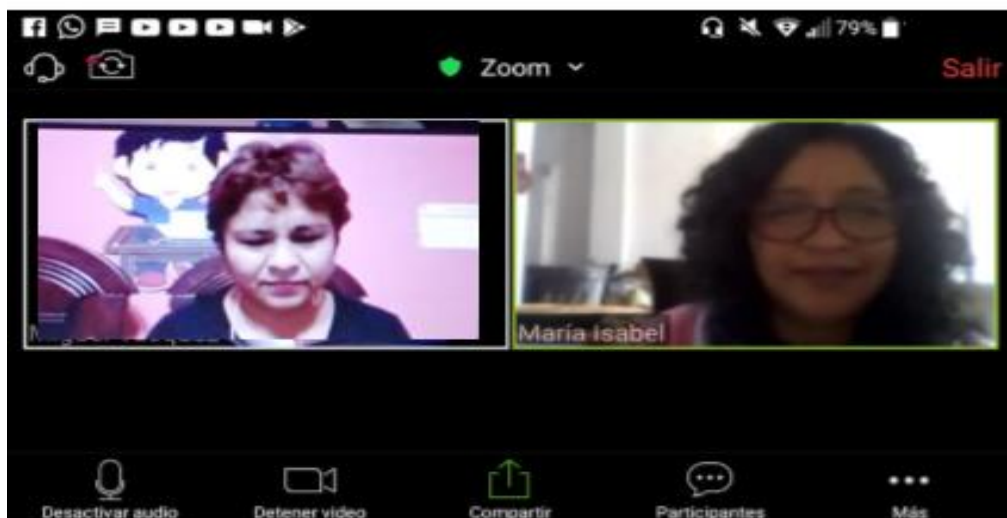 79%
Zoom
Salir
María Isabel
Desactivar audio
Detener video
Compartir
Participantes
Más